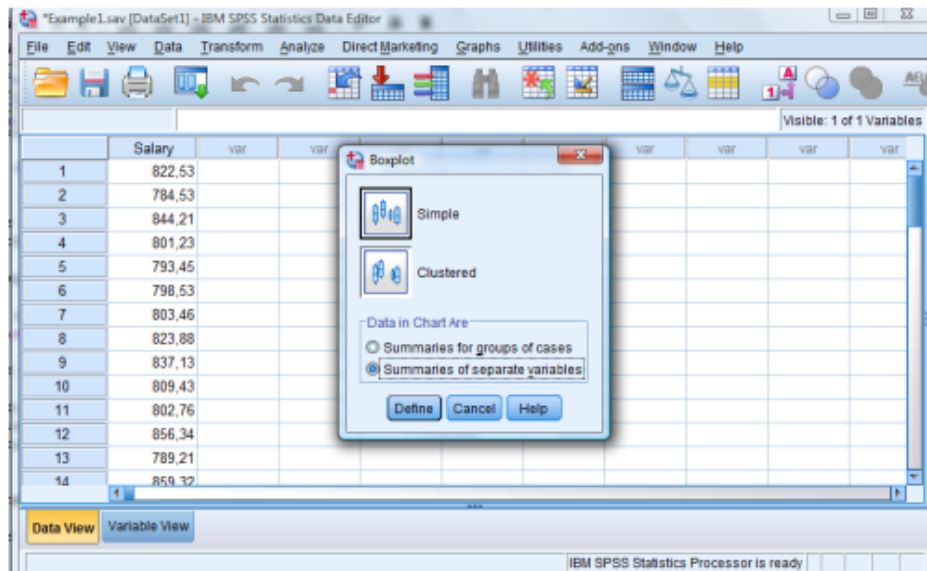 *Example1.sav [DataSet1] - IBM SPSS Statistics Data Editor
File Edit View Data Transform Analyze Direct Marketing Graphs Utilities Add-ons Window Help
Visible: 1 of 1 Variables
Salary var var var var var var
1 822,53
2 784,53
3 844,21
4 801,23
5 793,45
6 798,53
7 803,46
8 823,88
9 837,13
10 809,43
11 802,76
12 856,34
13 789,21
14 859,32
Boxplot
Simple
Clustered
Data in Chart Are
Summaries for groups of cases
Summaries of separate variables
Define Cancel Help
Data View Variable View
IBM SPSS Statistics Processor is ready